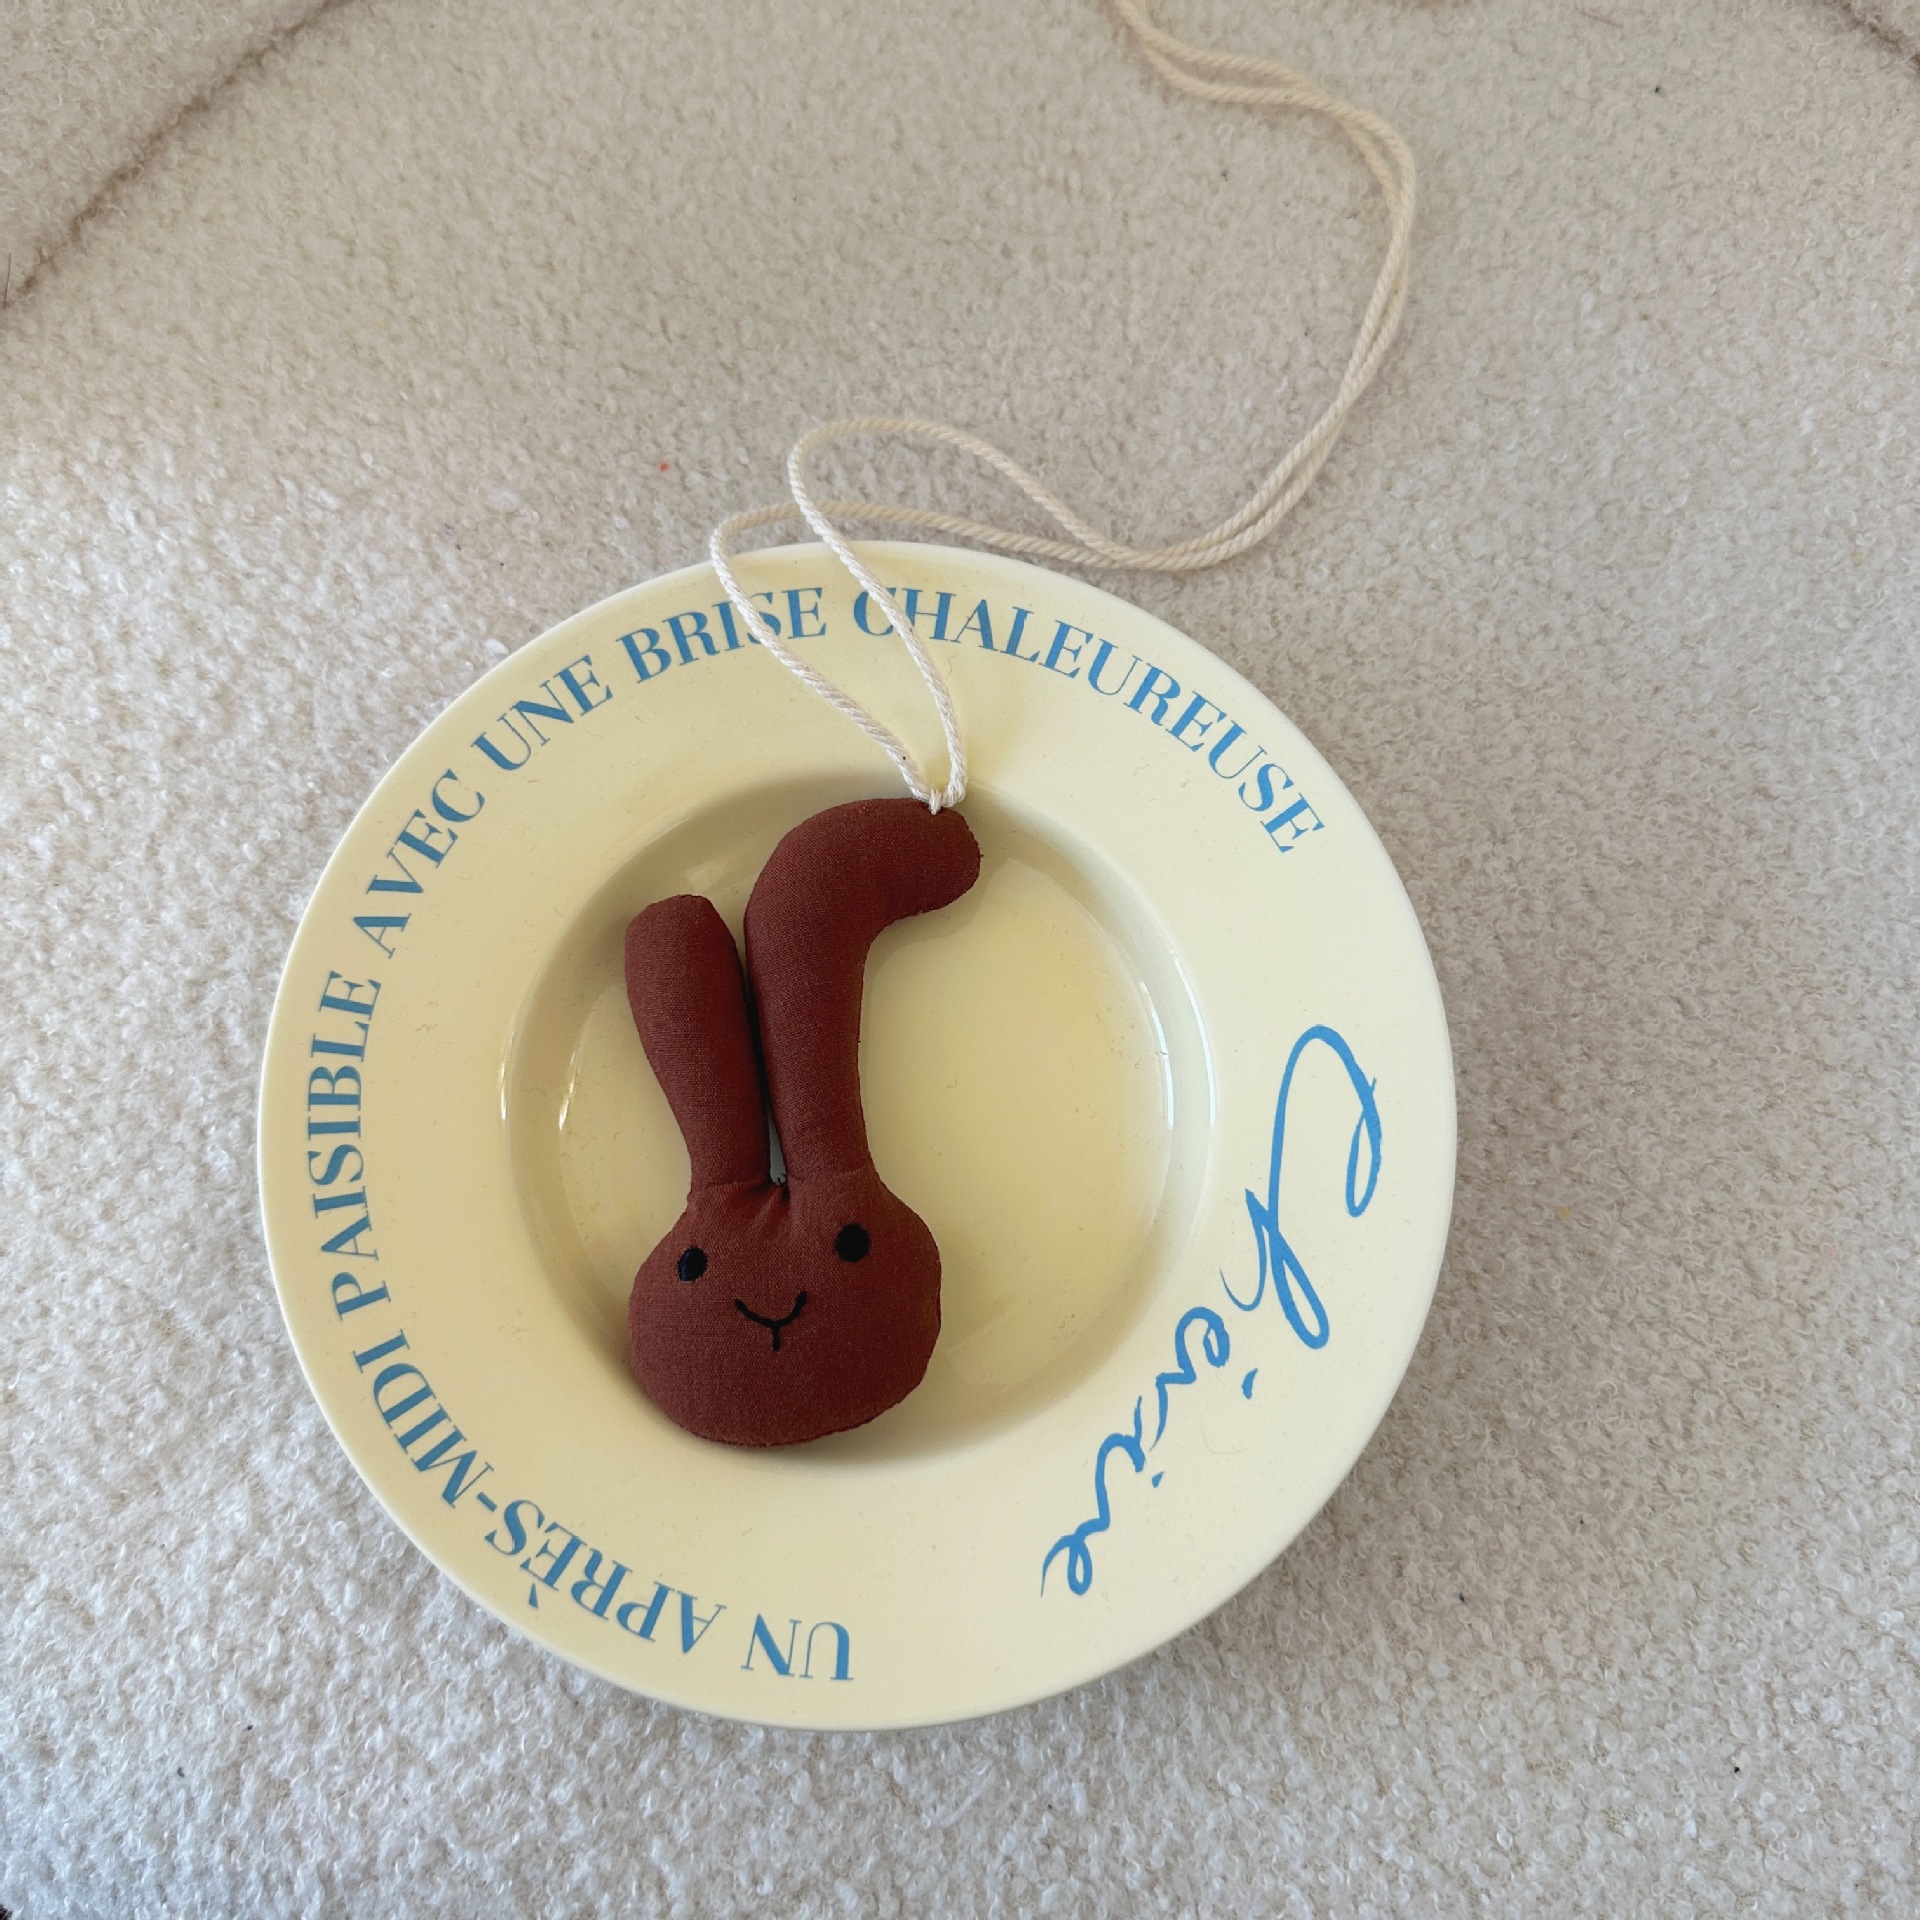 UN APRÈS-MIDI PAISIBLE AVEC UNE BRISE CHALEUREUSE